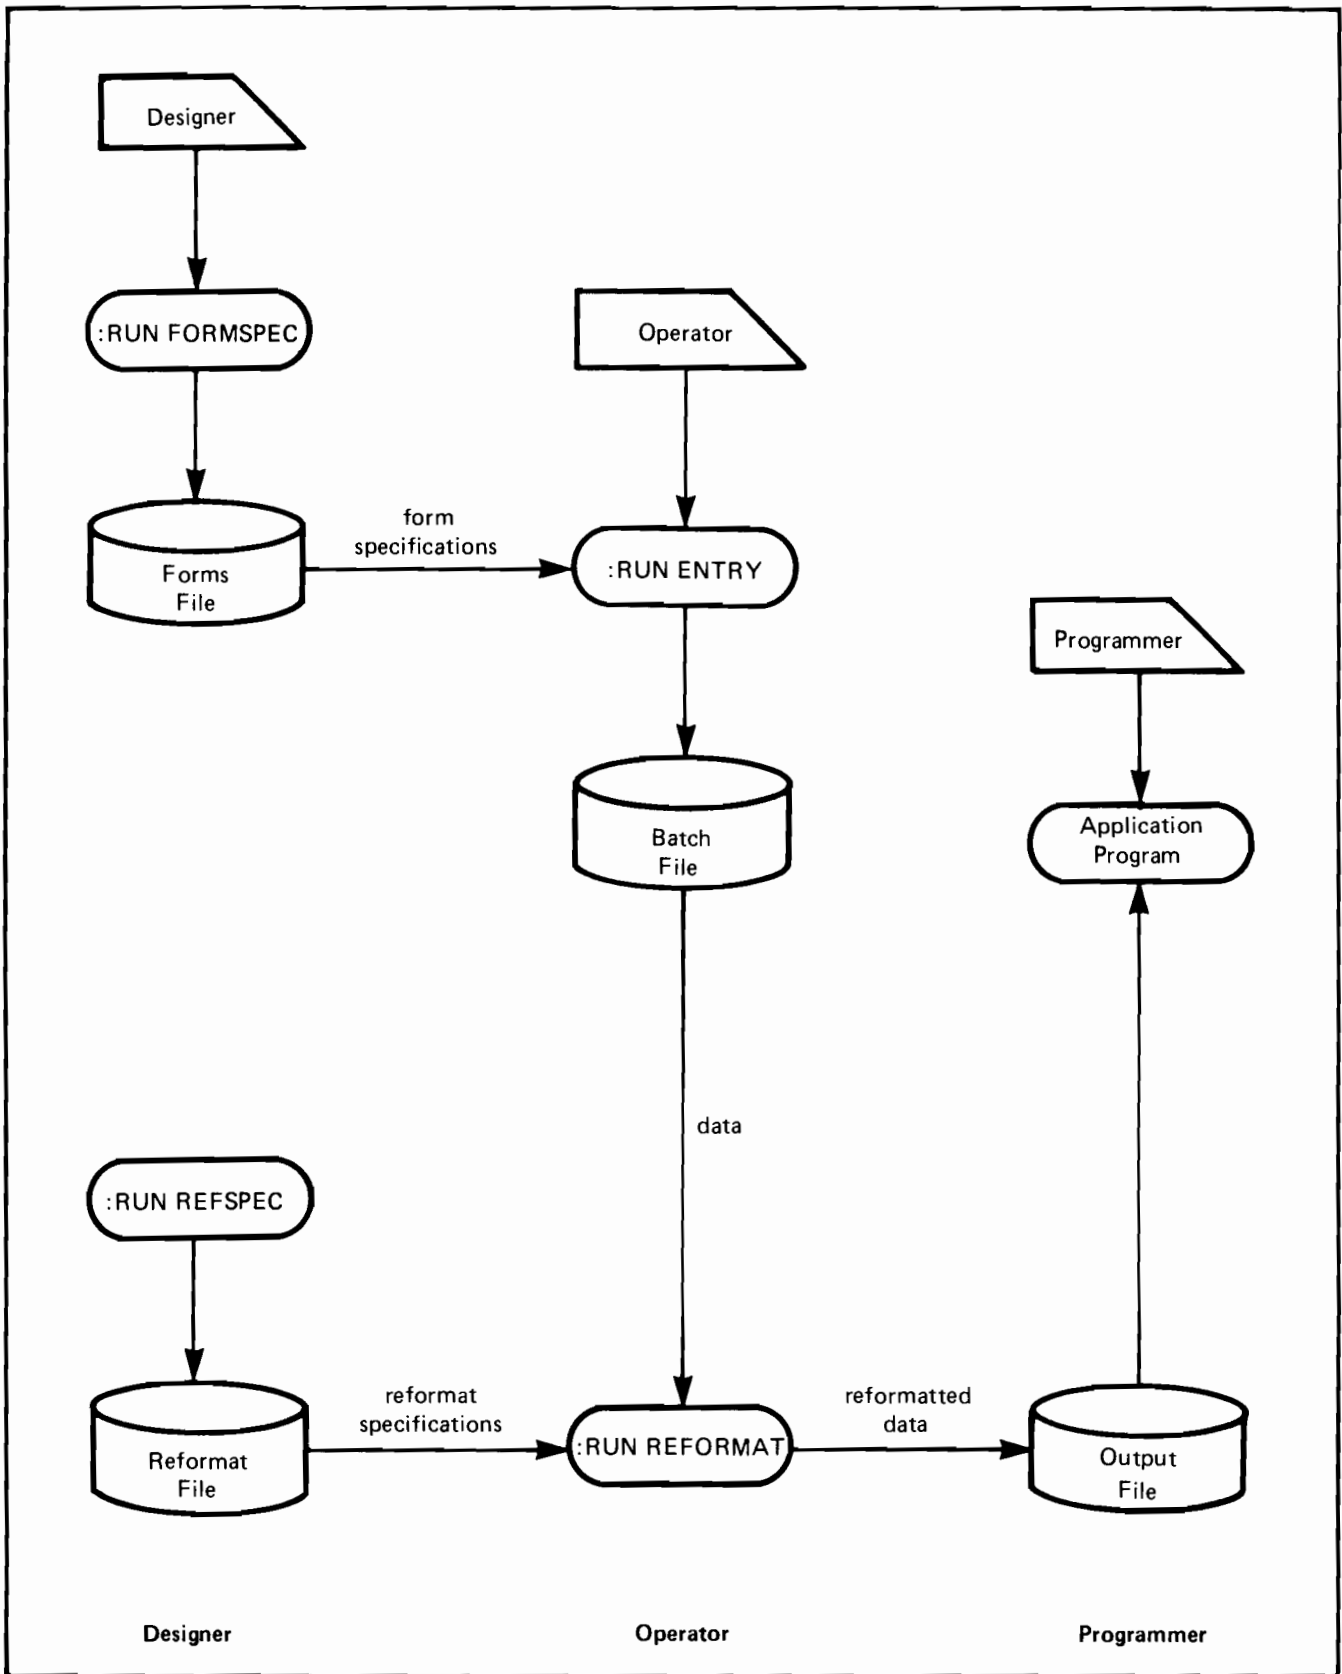 Designer
:RUN FORMSPEC
Operator
form
specifications
:RUN ENTRY
Forms
File
Programmer
Application
Program
Batch
File
data
:RUN REFSPEC
reformat
specifications
reformatted
data
:RUN REFORMAT
Reformat
File
Output
File
Designer
Operator
Programmer